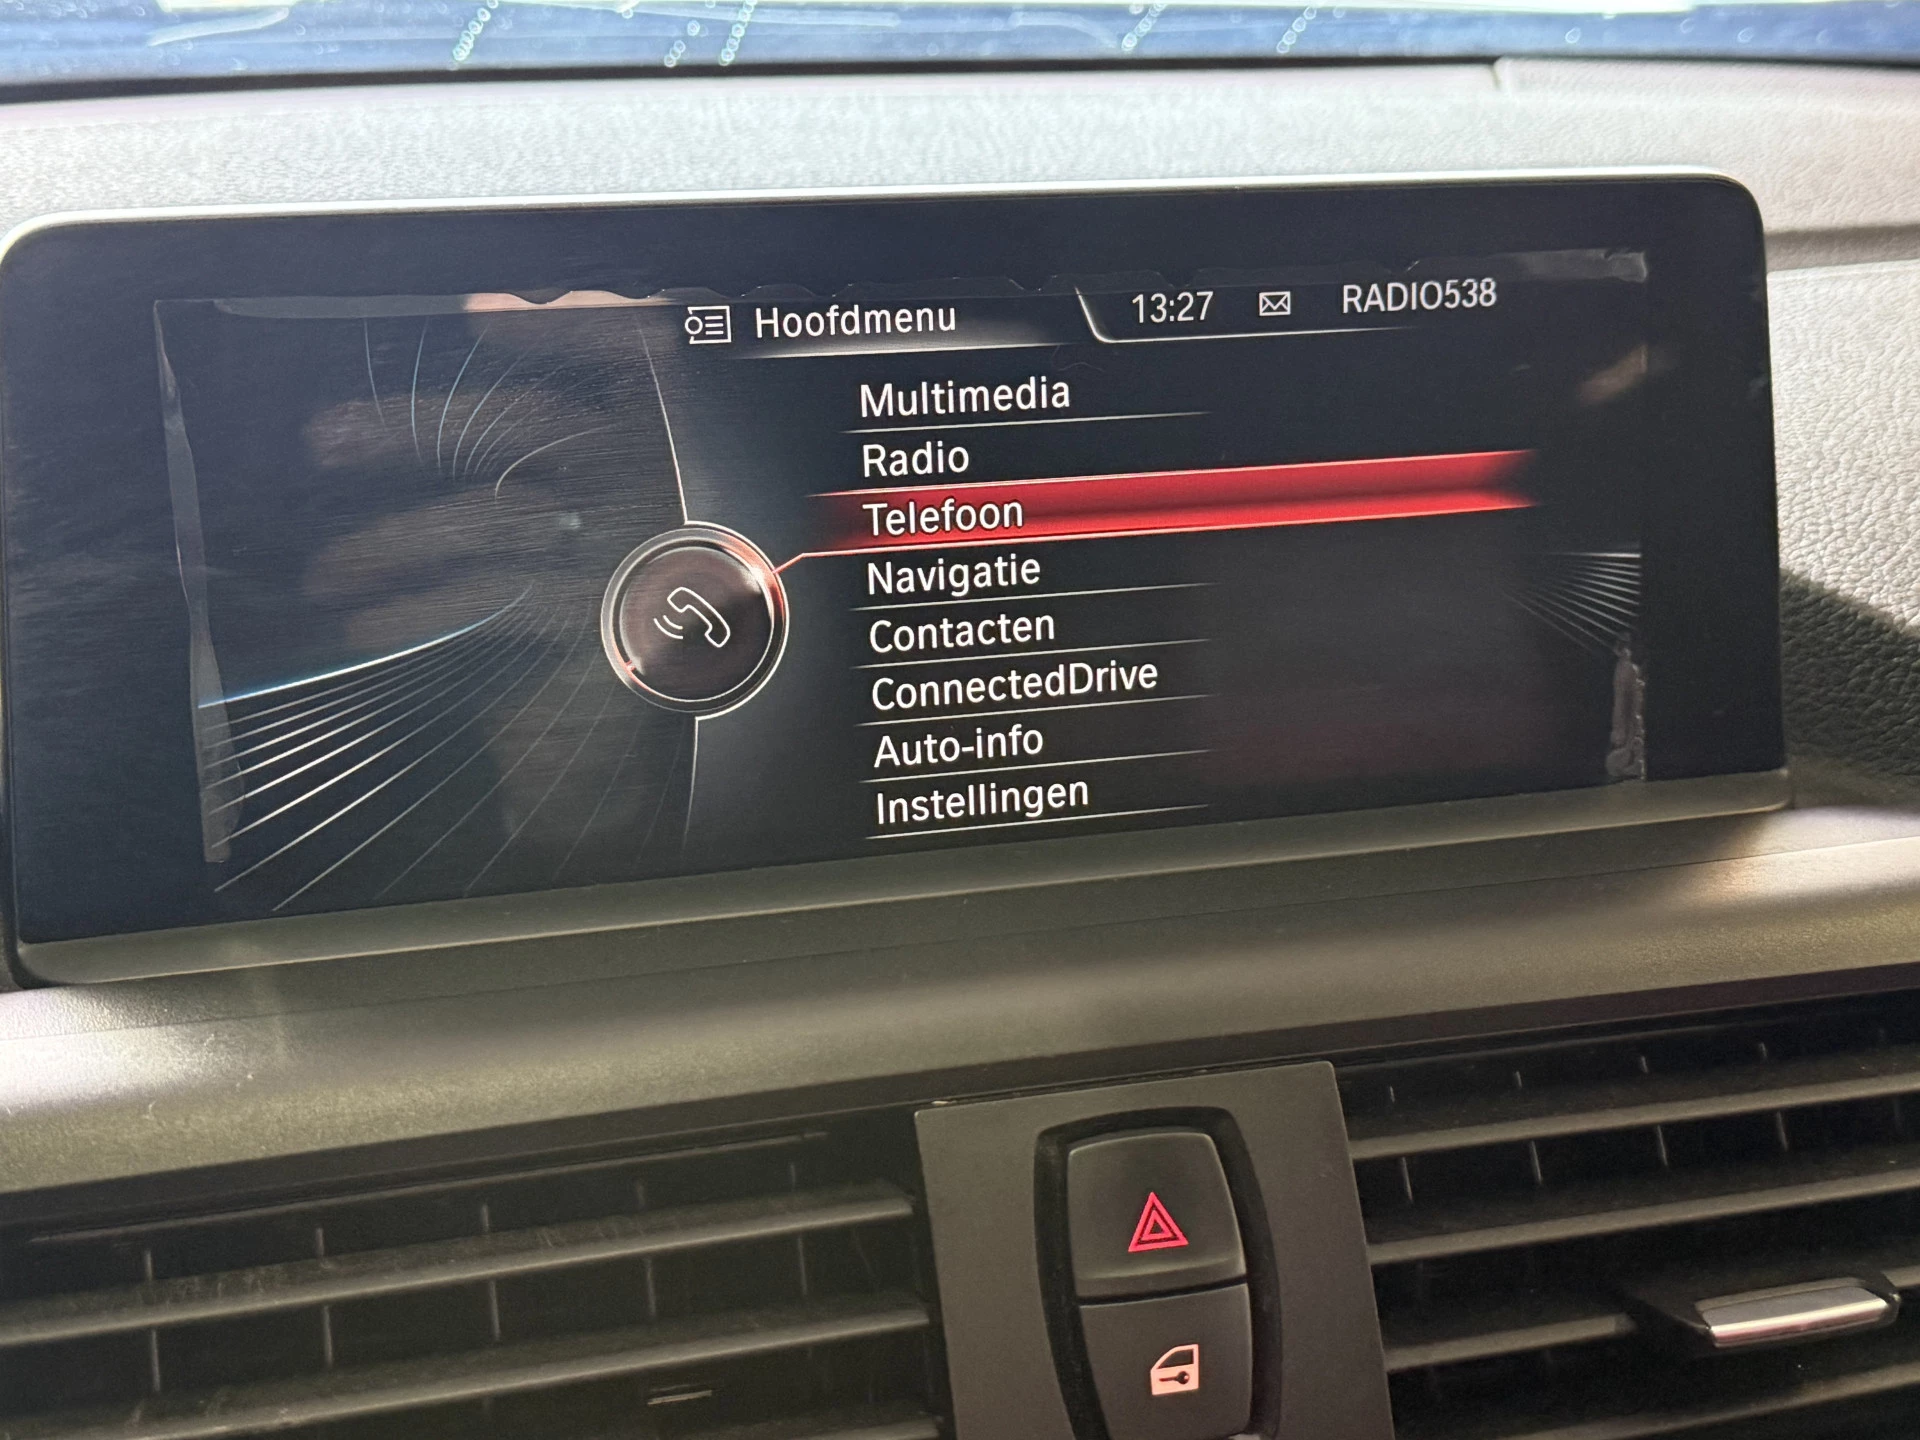 Hoofdmenu
13:27
RADIO538
Multimedia
Radio
Telefoon
Navigatie
Contacten
ConnectedDrive
Auto-info
Instellingen